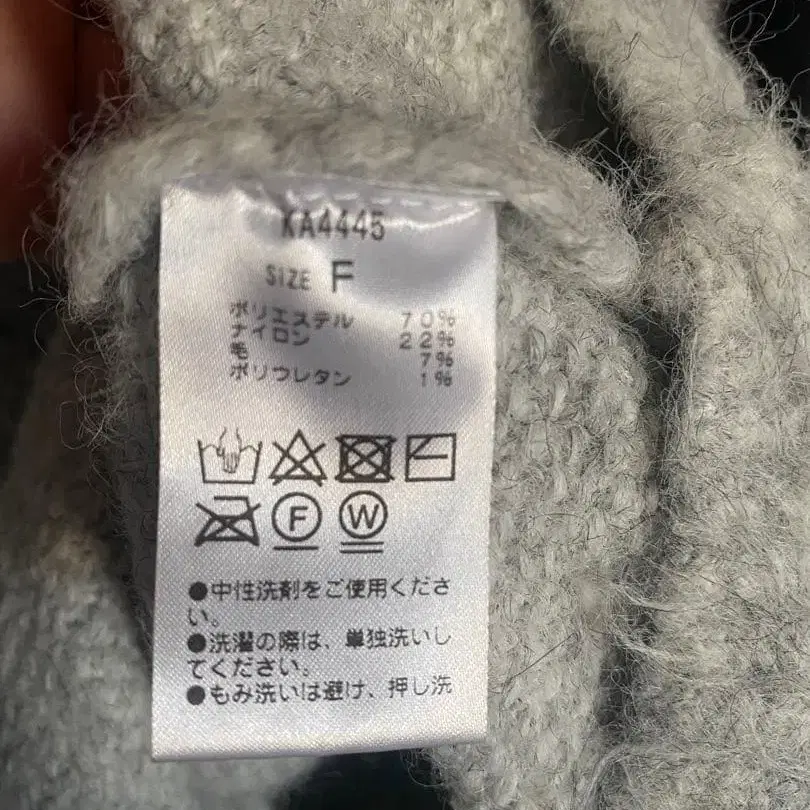 KA4445
SIZE F
ポリエステル 70%
ナイロン 22%
毛 7%
ポリウレタン 1%
F W
●中性洗剤をご使用くださ
い。
●洗濯の際は、単独洗いし
てください。
●もみ洗いは避け、押し洗